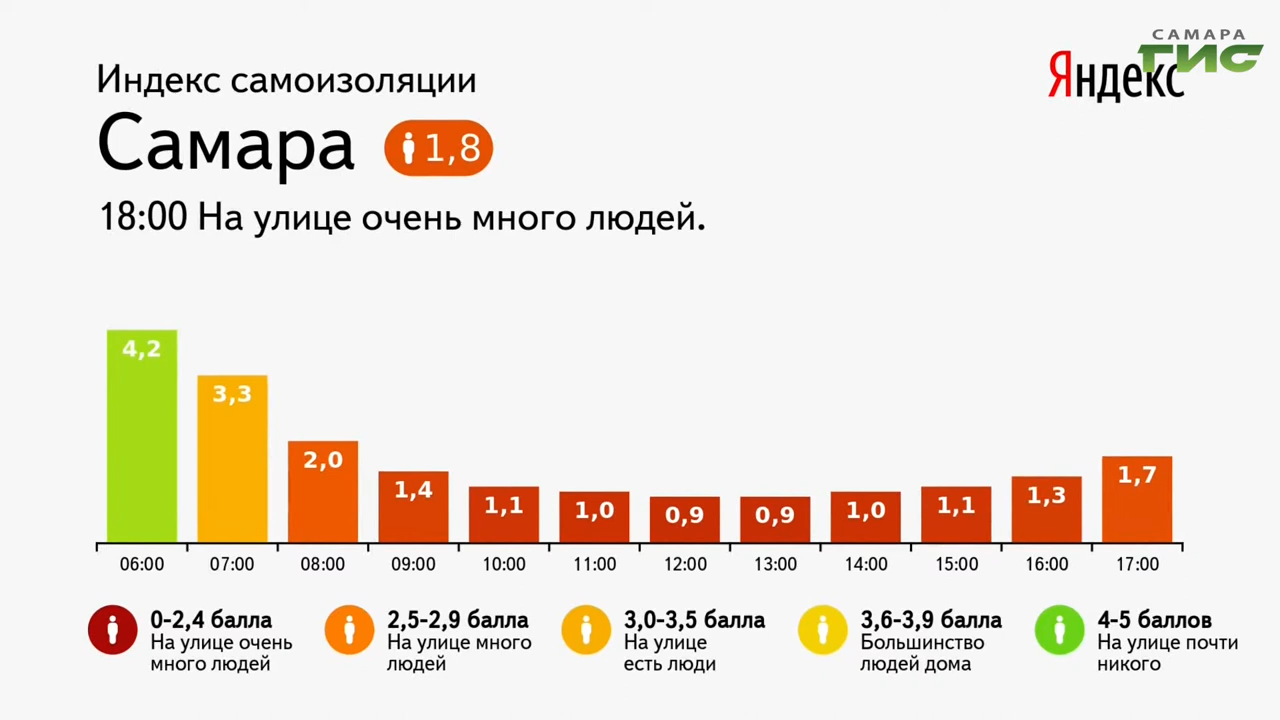 САМАРА
ГИС
Яндекс
Индекс самоизоляции
Самара 1,8
18:00 На улице очень много людей.
4,2 3,3 2,0 1,4 1,1 1,0 0,9 0,9 1,0 1,1 1,3 1,7
06:00 07:00 08:00 09:00 10:00 11:00 12:00 13:00 14:00 15:00 16:00 17:00
0-2,4 балла
На улице очень
много людей
2,5-2,9 балла
На улице много
людей
3,0-3,5 балла
На улице
есть люди
3,6-3,9 балла
Большинство
людей дома
4-5 баллов
На улице почти
никого